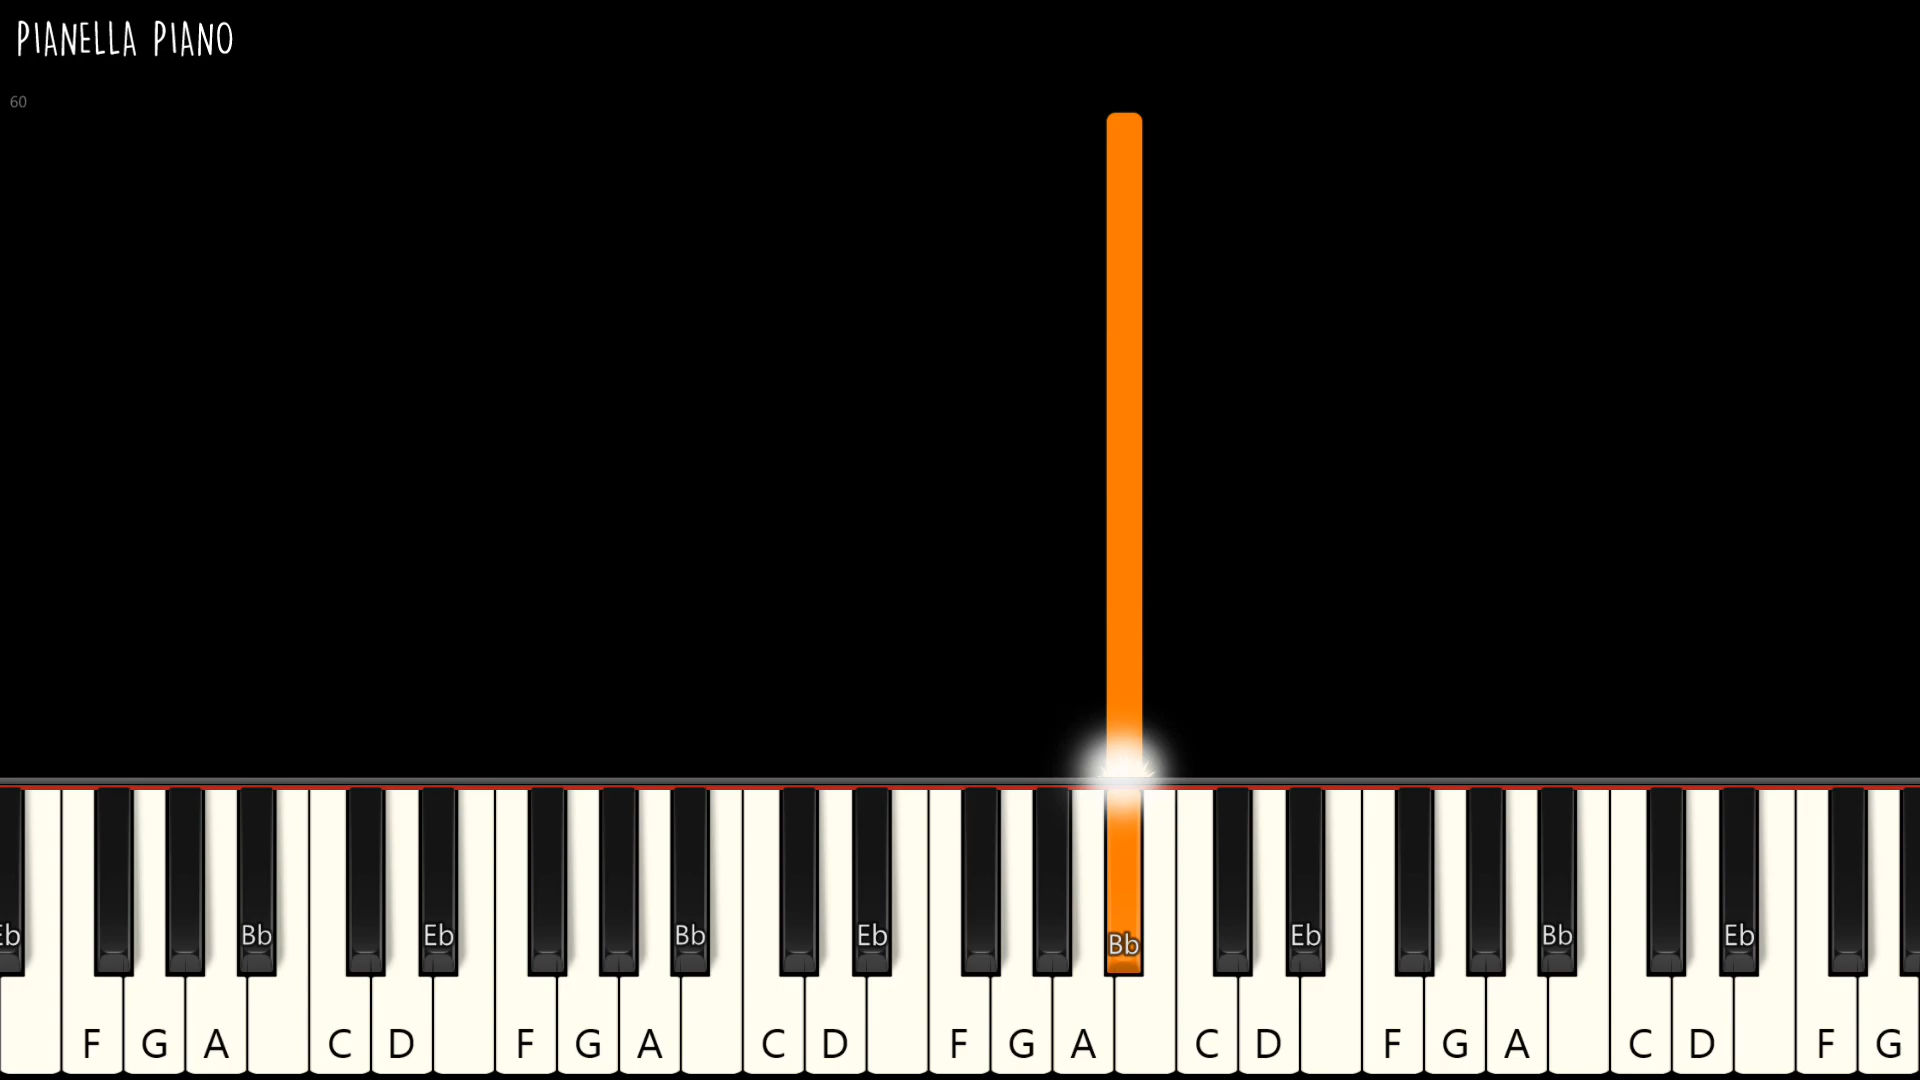 PIANELLA PIANO
60
Eb Bb Eb Bb Eb Bb Eb Bb Eb
F G A C D F G A C D F G A C D F G A C D F G